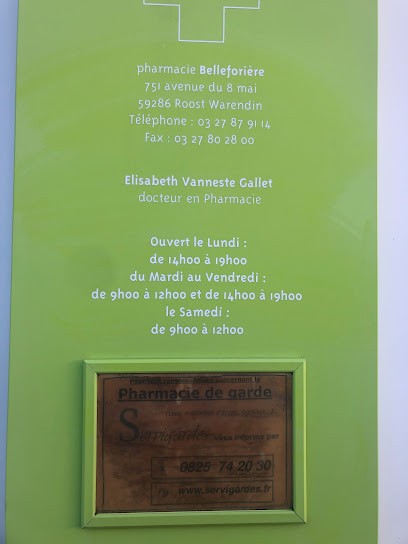 pharmacie Belleforière
751 avenue du 8 mai
59286 Roost Warendin
Téléphone : 03 27 87 91 14
Fax : 03 27 80 28 00
Elisabeth Vanneste Gallet
docteur en Pharmacie
Ouvert le Lundi :
de 14h00 à 19h00
du Mardi au Vendredi :
de 9h00 à 12h00 et de 14h00 à 19h00
le Samedi :
de 9h00 à 12h00
Pharmacie de garde
Servigardes vous informe par
0825 74 20 30
www.servigardes.fr